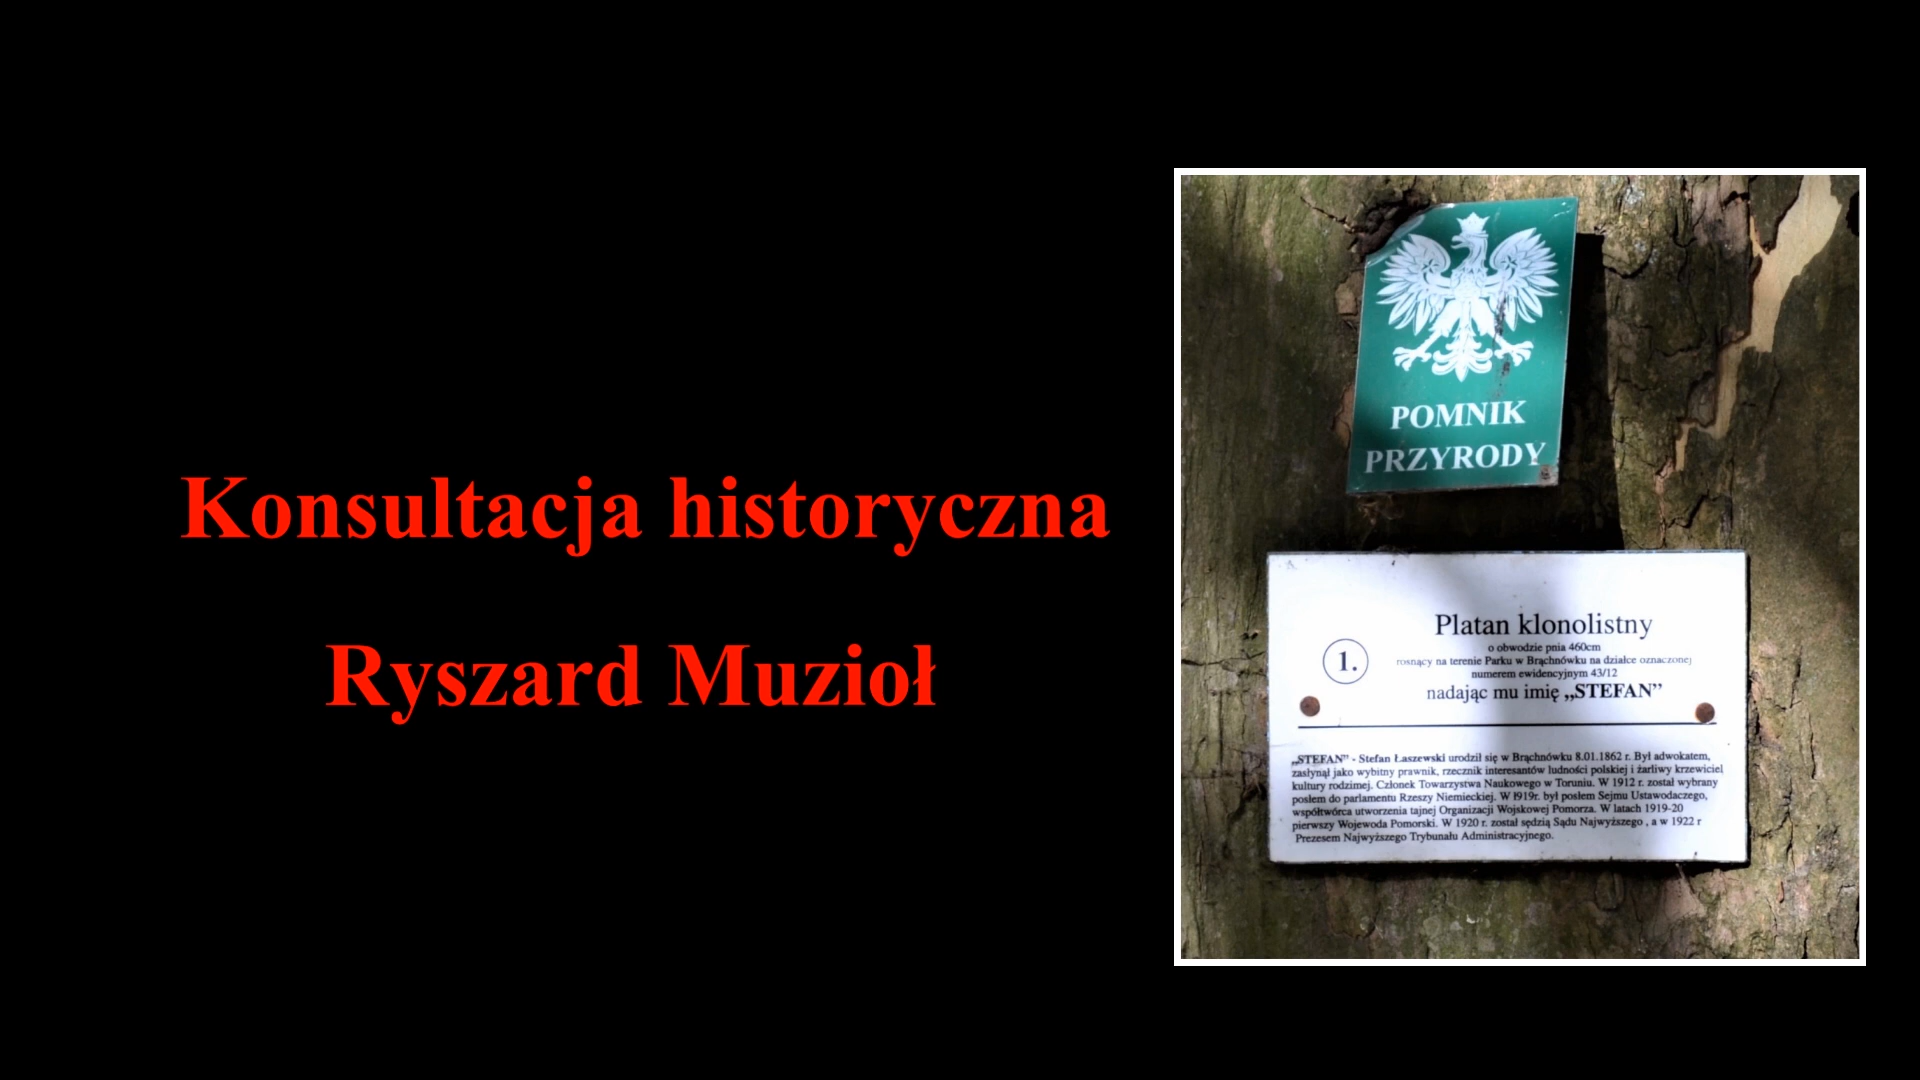 Konsultacja historyczna
Ryszard Muzioł
POMNIK
PRZYRODY
1.
Platan klonolistny
o obwodzie pnia 460cm
rosnący na terenie Parku w Brąchnówku na działce oznaczonej
numerem ewidencyjnym 43/12
nadając mu imię „STEFAN”
„STEFAN” - Stefan Łaszewski urodził się w Brąchnówku 8.01.1862 r. Był adwokatem,
zasłynął jako wybitny prawnik, rzecznik interesantów ludności polskiej i żarliwy krzewiciel
kultury rodzimej. Członek Towarzystwa Naukowego w Toruniu. W 1912 r. został wybrany
posłem do parlamentu Rzeszy Niemieckiej. W 1919r. był posłem Sejmu Ustawodaczego,
współtwórca utworzenia tajnej Organizacji Wojskowej Pomorza. W latach 1919-20
pierwszy Wojewoda Pomorski. W 1920 r. został sędzią Sądu Najwyższego , a w 1922 r
Prezesem Najwyższego Trybunału Administracyjnego.